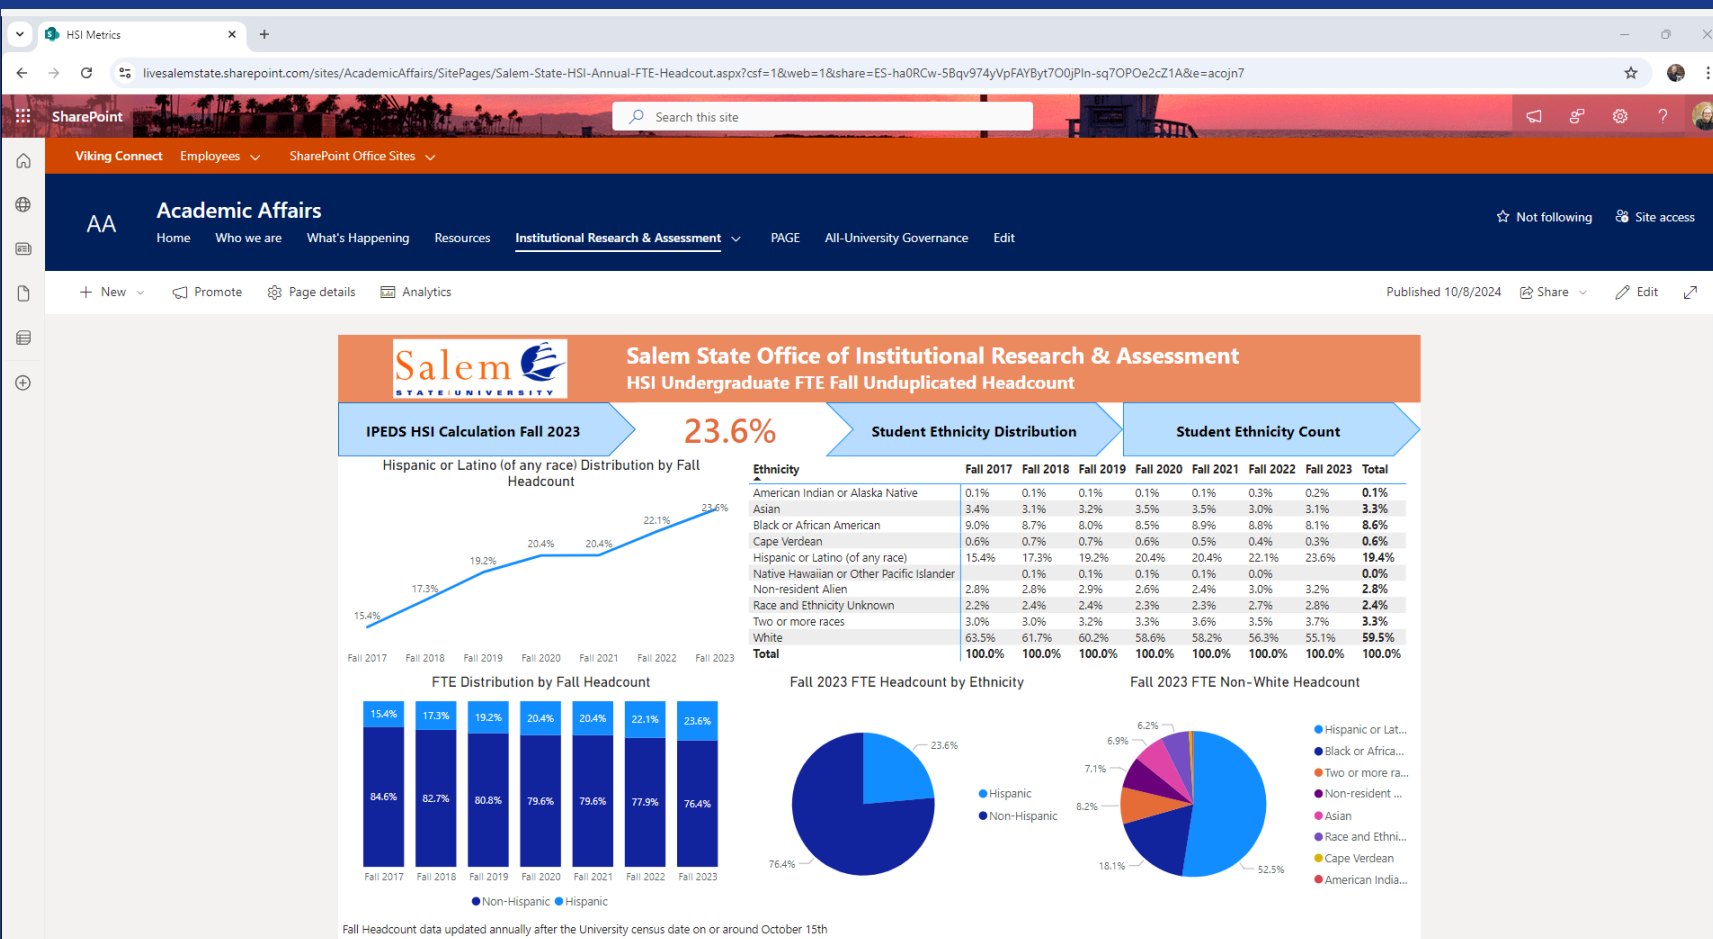 HSI Metrics
livesalemstate.sharepoint.com/sites/AcademicAffairs/SitePages/Salem-State-HSI-Annual-FTE-Headcout.aspx?csf=1&web=1&share=ES-ha0RCw-5Bqv974yVpFAYByt7O0jPIn-sq7OPOe2cZ1A&e=acojn7
SharePoint
Search this site
Viking Connect Employees SharePoint Office Sites
AA
Academic Affairs
Home Who we are What's Happening Resources Institutional Research & Assessment PAGE All-University Governance Edit
Not following Site access
New Promote Page details Analytics
Published 10/8/2024 Share Edit
Salem
STATE UNIVERSITY
Salem State Office of Institutional Research & Assessment
HSI Undergraduate FTE Fall Unduplicated Headcount
IPEDS HSI Calculation Fall 2023
23.6%
Student Ethnicity Distribution
Student Ethnicity Count
Hispanic or Latino (of any race) Distribution by Fall
Headcount
15.4%
17.3%
19.2%
20.4%
20.4%
22.1%
23.6%
Fall 2017 Fall 2018 Fall 2019 Fall 2020 Fall 2021 Fall 2022 Fall 2023
Ethnicity Fall 2017 Fall 2018 Fall 2019 Fall 2020 Fall 2021 Fall 2022 Fall 2023 Total
American Indian or Alaska Native 0.1% 0.1% 0.1% 0.1% 0.1% 0.3% 0.2% 0.1%
Asian 3.4% 3.1% 3.2% 3.5% 3.5% 3.0% 3.1% 3.3%
Black or African American 9.0% 8.7% 8.0% 8.5% 8.9% 8.8% 8.1% 8.6%
Cape Verdean 0.6% 0.7% 0.7% 0.6% 0.5% 0.4% 0.3% 0.6%
Hispanic or Latino (of any race) 15.4% 17.3% 19.2% 20.4% 20.4% 22.1% 23.6% 19.4%
Native Hawaiian or Other Pacific Islander 0.1% 0.1% 0.1% 0.1% 0.0% 0.0%
Non-resident Alien 2.8% 2.8% 2.9% 2.6% 2.4% 3.0% 3.2% 2.8%
Race and Ethnicity Unknown 2.2% 2.4% 2.4% 2.3% 2.3% 2.7% 2.8% 2.4%
Two or more races 3.0% 3.0% 3.2% 3.3% 3.6% 3.5% 3.7% 3.3%
White 63.5% 61.7% 60.2% 58.6% 58.2% 56.3% 55.1% 59.5%
Total 100.0% 100.0% 100.0% 100.0% 100.0% 100.0% 100.0% 100.0%
FTE Distribution by Fall Headcount
15.4% 17.3% 19.2% 20.4% 20.4% 22.1% 23.6%
84.6% 82.7% 80.8% 79.6% 79.6% 77.9% 76.4%
Fall 2017 Fall 2018 Fall 2019 Fall 2020 Fall 2021 Fall 2022 Fall 2023
Non-Hispanic Hispanic
Fall 2023 FTE Headcount by Ethnicity
23.6%
76.4%
Hispanic
Non-Hispanic
Fall 2023 FTE Non-White Headcount
6.2%
6.9%
7.1%
8.2%
18.1%
52.5%
Hispanic or Lat...
Black or Africa...
Two or more ra...
Non-resident ...
Asian
Race and Ethni...
Cape Verdean
American India...
Fall Headcount data updated annually after the University census date on or around October 15th